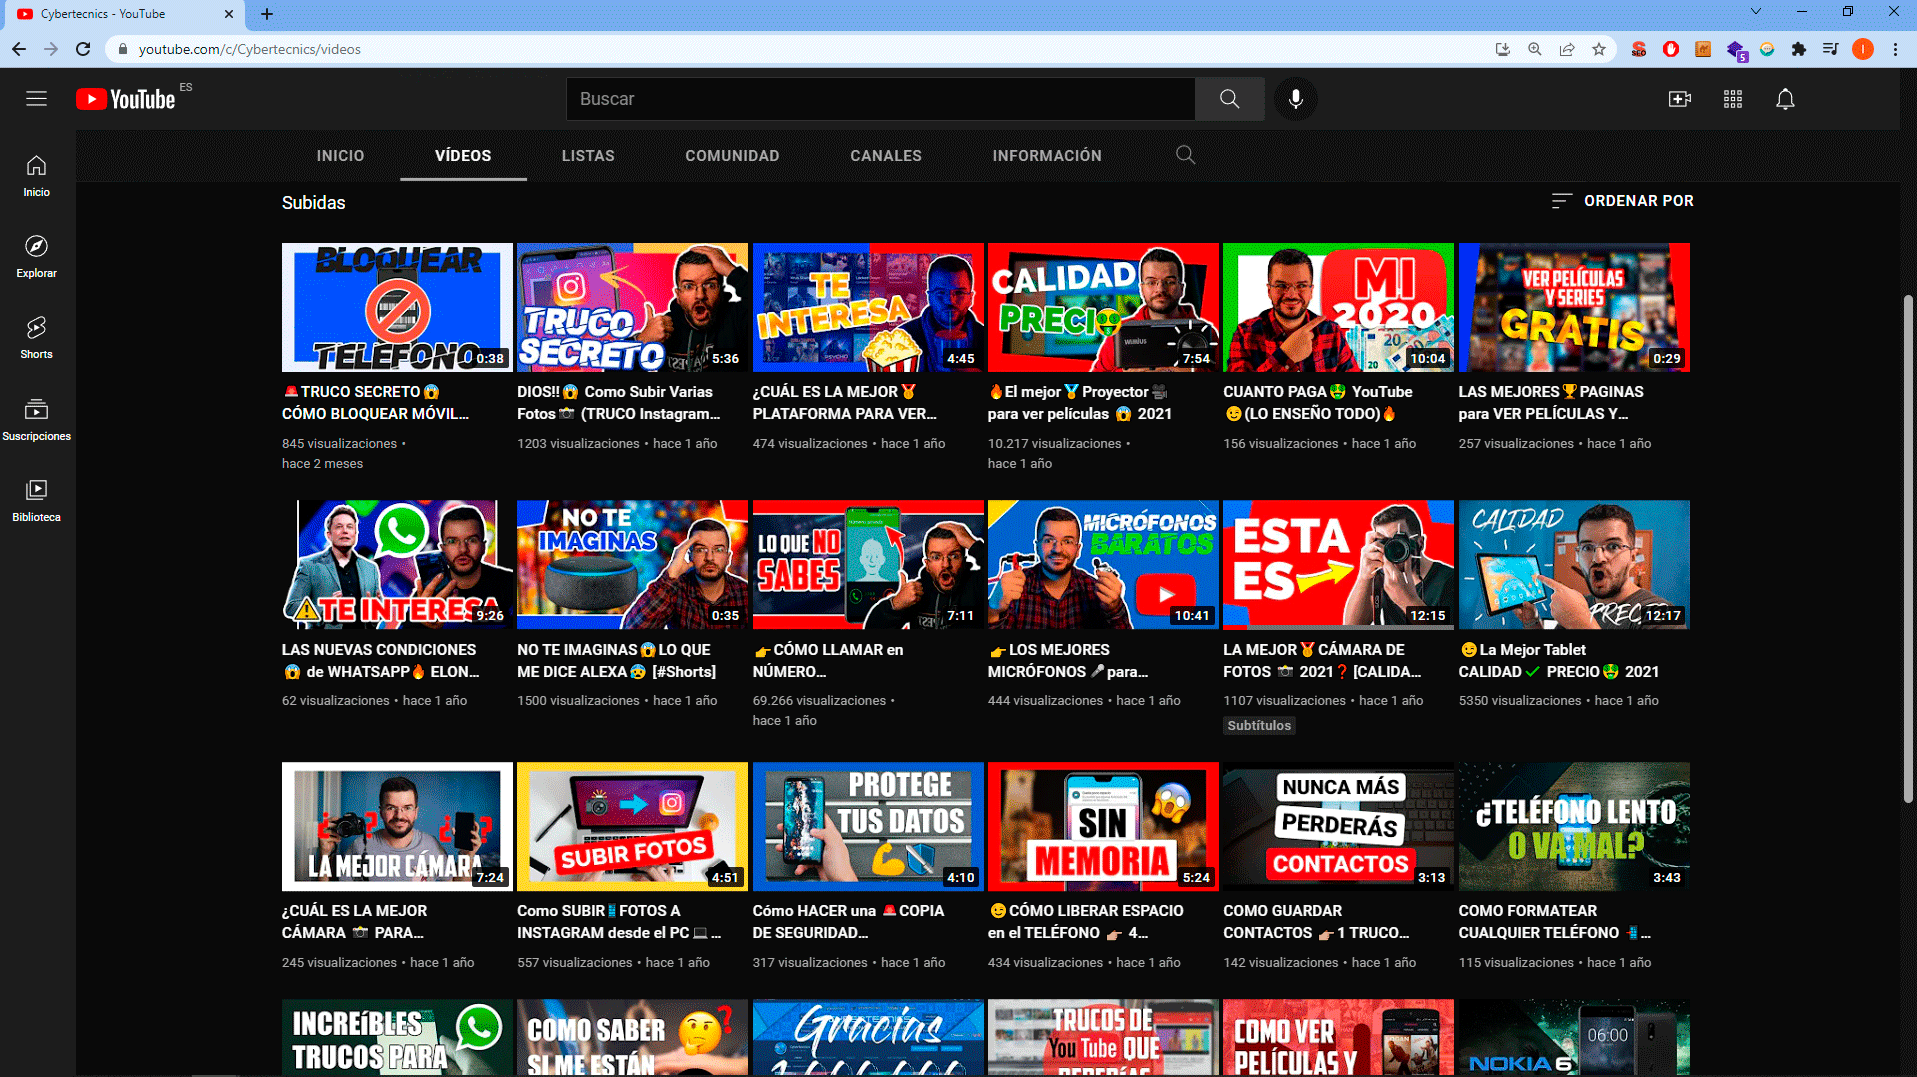 Cybertecnics - YouTube
youtube.com/c/Cybertecnics/videos
5
I
YouTube ES
Buscar
INICIO
VÍDEOS
LISTAS
COMUNIDAD
CANALES
INFORMACIÓN
Inicio
Explorar
Shorts
Suscripciones
Biblioteca
Subidas
ORDENAR POR
BLOQUEAR
TELEFONO
0:38
TRUCO
SECRETO
5:36
TE
INTERESA
4:45
CALIDAD
PRECIO
WIMIUS
7:54
MI
2020
20
10:04
VER PELÍCULAS
Y SERIES
GRATIS
0:29
🚨TRUCO SECRETO😱
CÓMO BLOQUEAR MÓVIL...
845 visualizaciones •
hace 2 meses
DIOS!!😱 Como Subir Varias
Fotos📸 (TRUCO Instagram...
1203 visualizaciones • hace 1 año
¿CUÁL ES LA MEJOR🏅
PLATAFORMA PARA VER...
474 visualizaciones • hace 1 año
🔥El mejor🏅Proyector🎥
para ver películas 😱 2021
10.217 visualizaciones •
hace 1 año
CUANTO PAGA🤑 YouTube
😉(LO ENSEÑO TODO)🔥
156 visualizaciones • hace 1 año
LAS MEJORES🏆PAGINAS
para VER PELÍCULAS Y...
257 visualizaciones • hace 1 año
TE INTERESA
9:26
NO TE
IMAGINAS
0:35
LO QUE NO
SABES
7:11
MICRÓFONOS
BARATOS
10:41
ESTA
ES
12:15
CALIDAD
PRECIO
12:17
LAS NUEVAS CONDICIONES
😱 de WHATSAPP🔥 ELON...
62 visualizaciones • hace 1 año
NO TE IMAGINAS😱LO QUE
ME DICE ALEXA😰 [#Shorts]
1500 visualizaciones • hace 1 año
👉CÓMO LLAMAR en
NÚMERO...
69.266 visualizaciones •
hace 1 año
👉LOS MEJORES
MICRÓFONOS🎤para...
444 visualizaciones • hace 1 año
LA MEJOR🏅CÁMARA DE
FOTOS 📸 2021❓[CALIDA...
1107 visualizaciones • hace 1 año
Subtítulos
😉La Mejor Tablet
CALIDAD✔ PRECIO🤑 2021
5350 visualizaciones • hace 1 año
¿ ? ¿ ?
LA MEJOR CÁMARA
7:24
SUBIR FOTOS
4:51
PROTEGE
TUS DATOS
4:10
SIN
MEMORIA
5:24
NUNCA MÁS
PERDERÁS
CONTACTOS
3:13
¿TELÉFONO LENTO
O VA MAL?
3:43
¿CUÁL ES LA MEJOR
CÁMARA 📸 PARA...
245 visualizaciones • hace 1 año
Como SUBIR📱FOTOS A
INSTAGRAM desde el PC💻...
557 visualizaciones • hace 1 año
Cómo HACER una 🚨COPIA
DE SEGURIDAD...
317 visualizaciones • hace 1 año
😉CÓMO LIBERAR ESPACIO
en el TELÉFONO 👉 4...
434 visualizaciones • hace 1 año
COMO GUARDAR
CONTACTOS 👉1 TRUCO...
142 visualizaciones • hace 1 año
COMO FORMATEAR
CUALQUIER TELÉFONO 📲...
115 visualizaciones • hace 1 año
INCREÍBLES
TRUCOS PARA
COMO SABER
SI ME ESTÁN
Gracias
TRUCOS DE
YouTube QUE
DEBERÍAS
COMO VER
PELÍCULAS Y
06:00
NOKIA 6